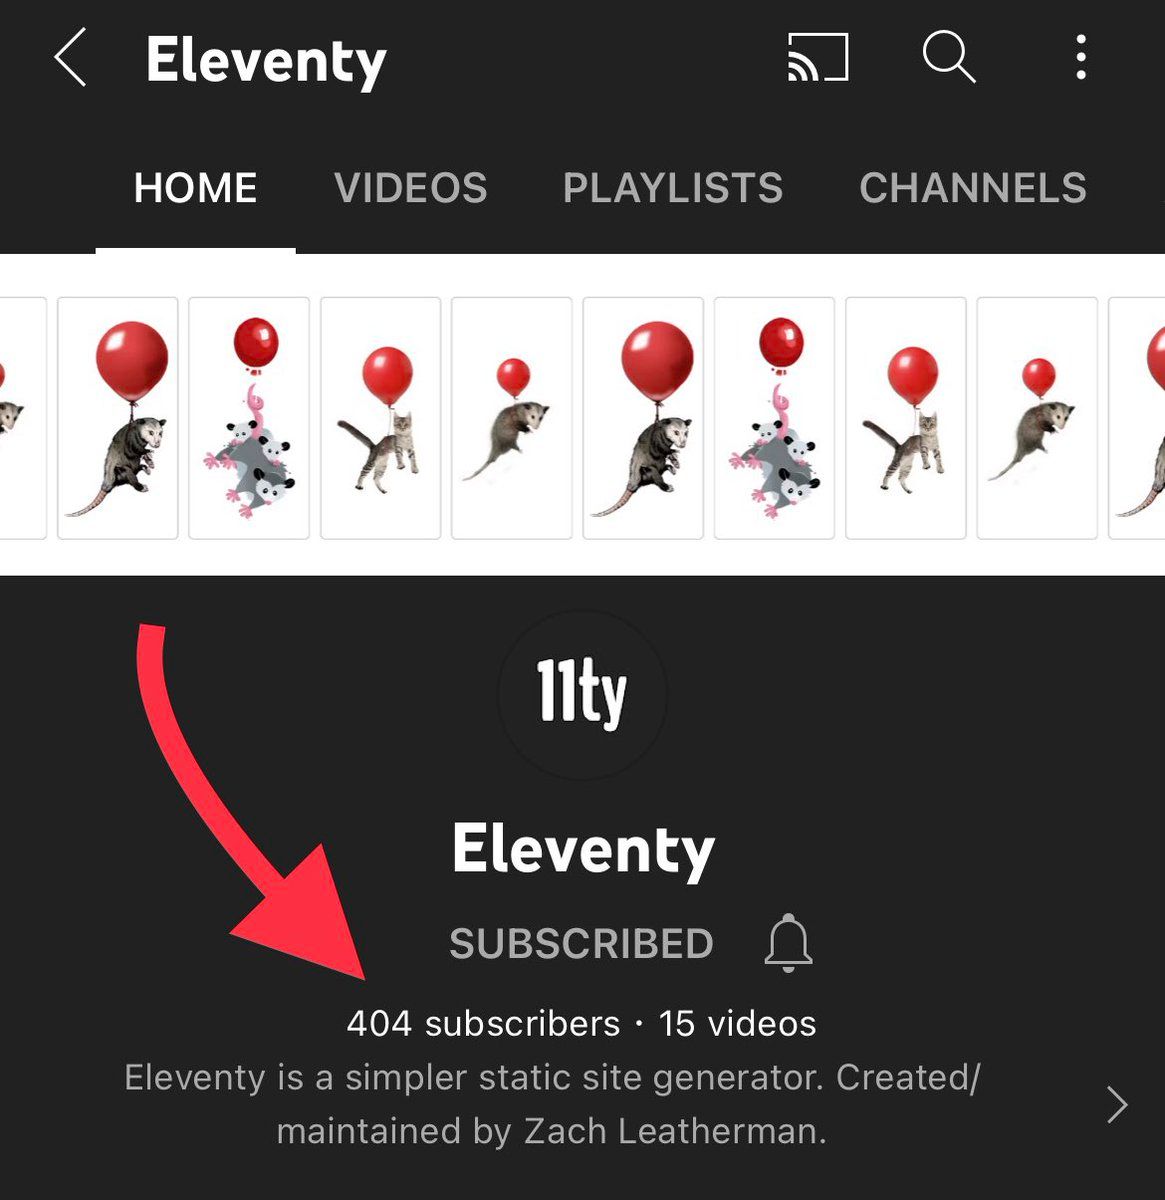 Eleventy
HOME VIDEOS PLAYLISTS CHANNELS
11ty
Eleventy
SUBSCRIBED
404 subscribers · 15 videos
Eleventy is a simpler static site generator. Created/
maintained by Zach Leatherman.